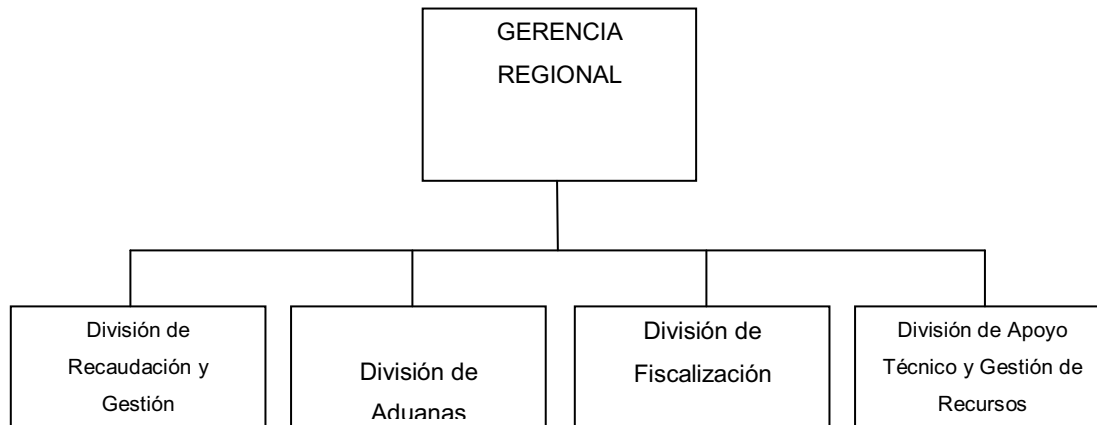 GERENCIA
REGIONAL
División de
Recaudación y
Gestión
División de
Aduanas
División de
Fiscalización
División de Apoyo
Técnico y Gestión de
Recursos